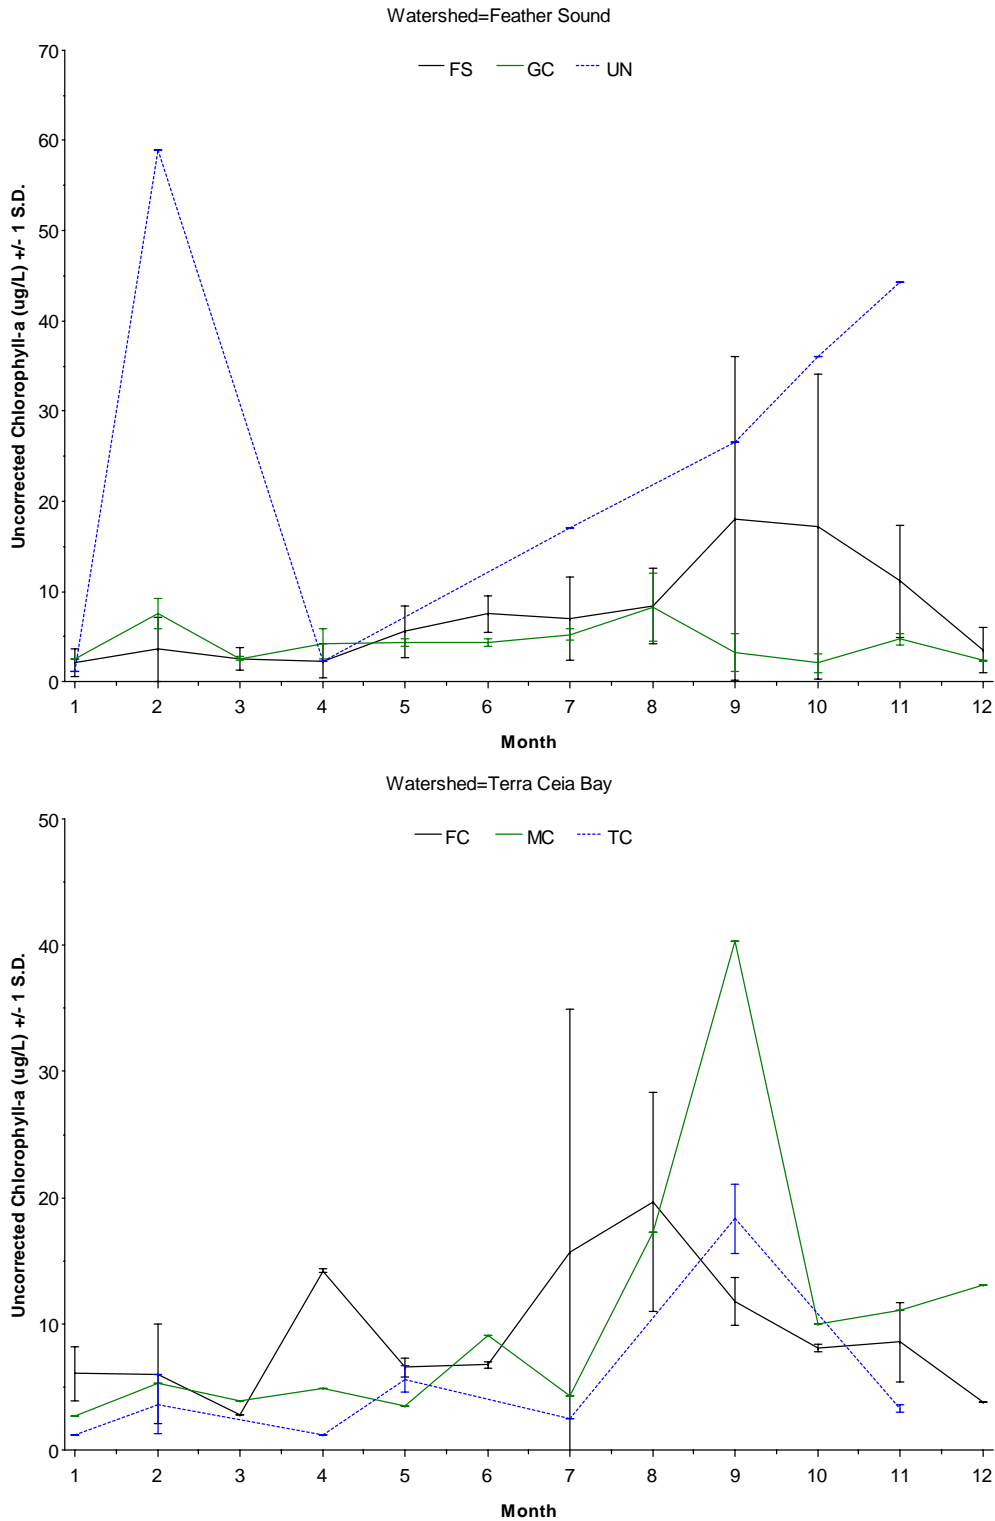 Watershed=Feather Sound
FS GC UN
70
60
50
40
30
20
10
0
Uncorrected Chlorophyll-a (ug/L) +/- 1 S.D.
1 2 3 4 5 6 7 8 9 10 11 12
Month
Watershed=Terra Ceia Bay
FC MC TC
50
40
30
20
10
0
Uncorrected Chlorophyll-a (ug/L) +/- 1 S.D.
1 2 3 4 5 6 7 8 9 10 11 12
Month